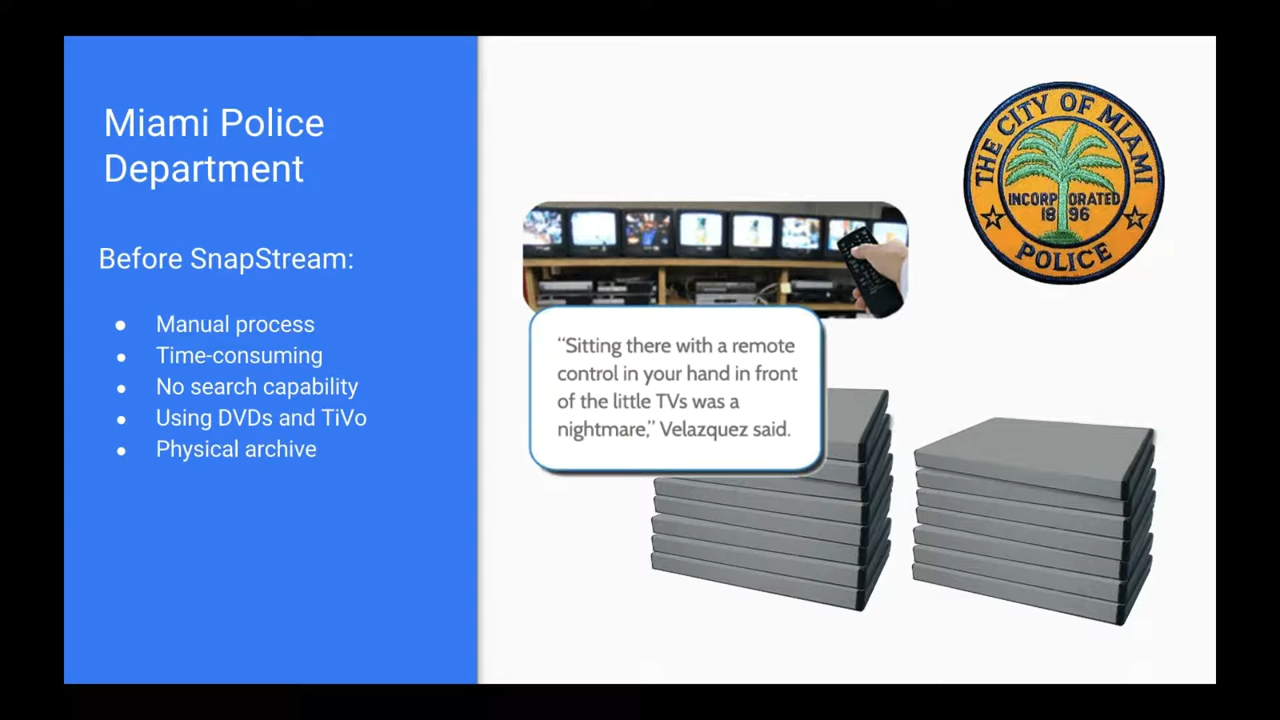 Miami Police
Department
Before SnapStream:
● Manual process
● Time-consuming
● No search capability
● Using DVDs and TiVo
● Physical archive
THE CITY OF MIAMI
INCORPORATED
1896
POLICE
“Sitting there with a remote
control in your hand in front
of the little TVs was a
nightmare,” Velazquez said.